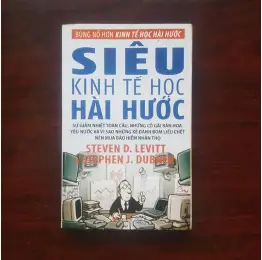 BÙNG NỔ HƠN KINH TẾ HỌC HÀI HƯỚC
SIÊU
KINH TẾ HỌC
HÀI HƯỚC
SỰ GIẢM NHIỆT TOÀN CẦU, NHỮNG CÔ GÁI BÁN HOA
YÊU NƯỚC VÀ VÌ SAO NHỮNG KẺ ĐÁNH BOM LIỀU CHẾT
NÊN MUA BẢO HIỂM NHÂN THỌ
STEVEN D. LEVITT
STEPHEN J. DUBNER